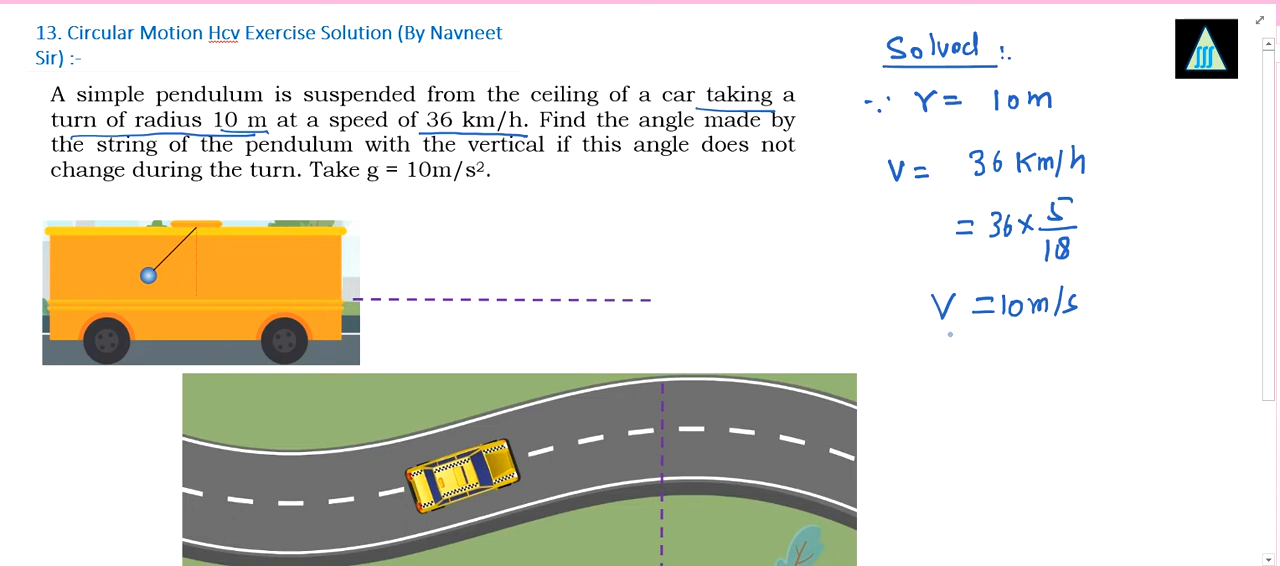 13. Circular Motion Hcv Exercise Solution (By Navneet
Sir) :-
A simple pendulum is suspended from the ceiling of a car taking a
turn of radius 10 m at a speed of 36 km/h. Find the angle made by
the string of the pendulum with the vertical if this angle does not
change during the turn. Take g = 10m/s².
Solved :.
∵ r = 10m
V = 36 Km/h
= 36 × 5/18
V = 10m/s